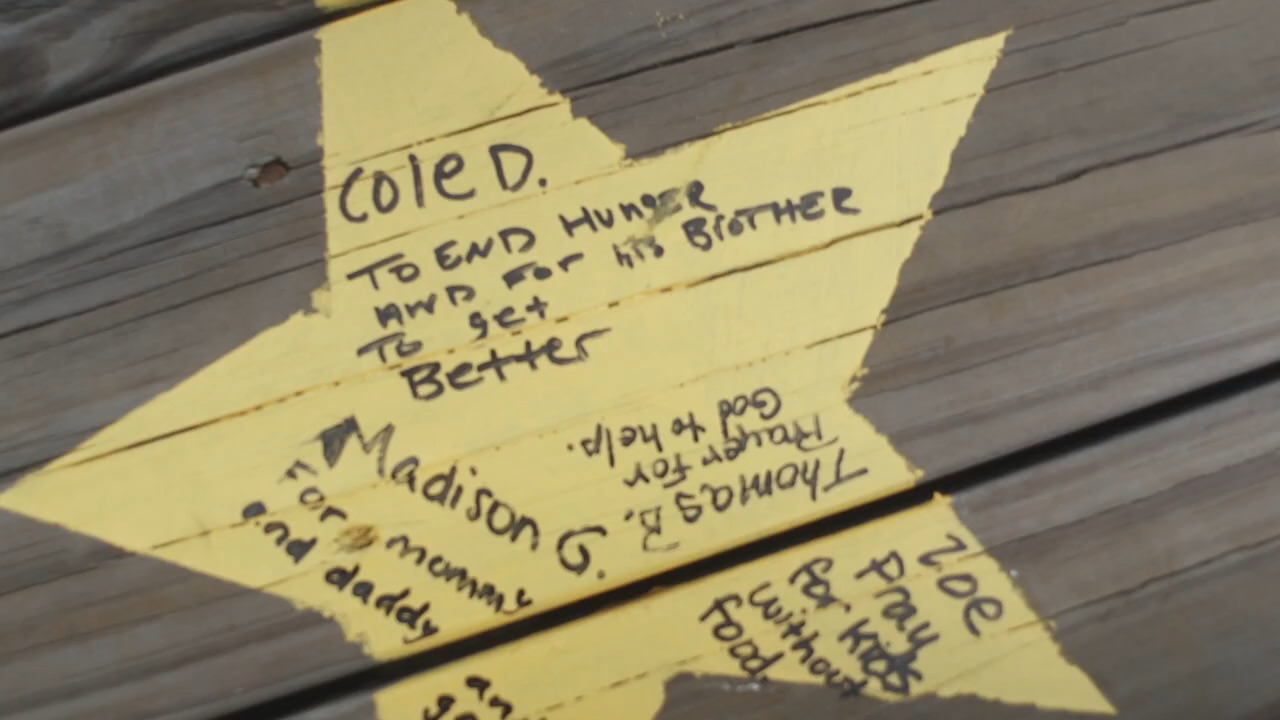 Cole D.
TO END HUNGER
AND FOR his BROTHER
To get
Better
Madison G.
For mommy
and daddy
Thomas B.
Prayer for
God to help.
Zoe
Pray
for kids
without
food.
an